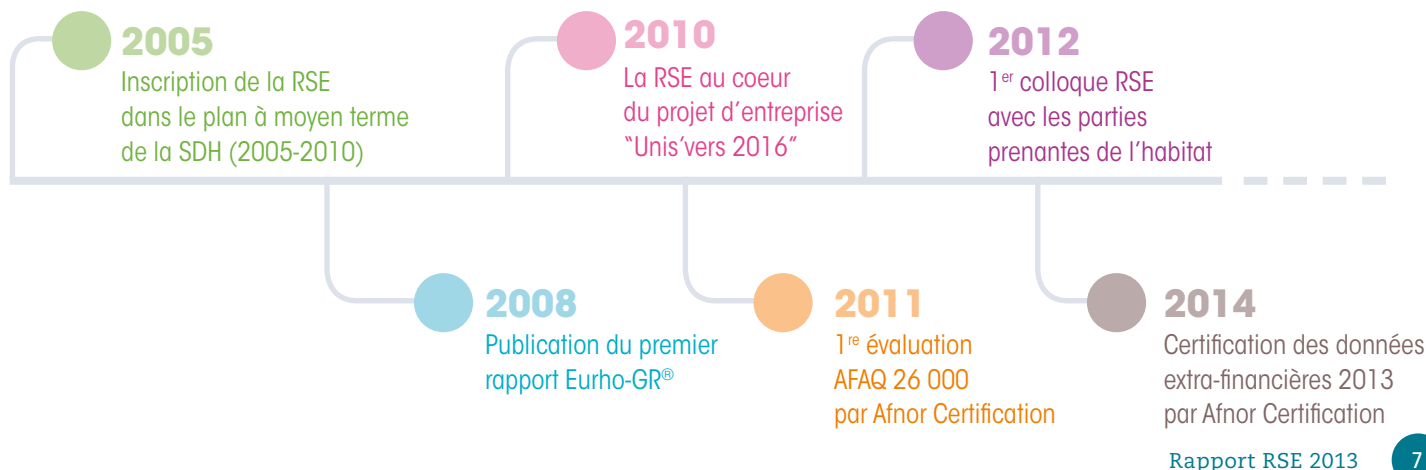 2005
Inscription de la RSE
dans le plan à moyen terme
de la SDH (2005-2010)
2008
Publication du premier
rapport Eurho-GR®
2010
La RSE au coeur
du projet d’entreprise
“Unis’vers 2016”
2011
1re évaluation
AFAQ 26 000
par Afnor Certification
2012
1er colloque RSE
avec les parties
prenantes de l’habitat
2014
Certification des données
extra-financières 2013
par Afnor Certification
Rapport RSE 2013 7